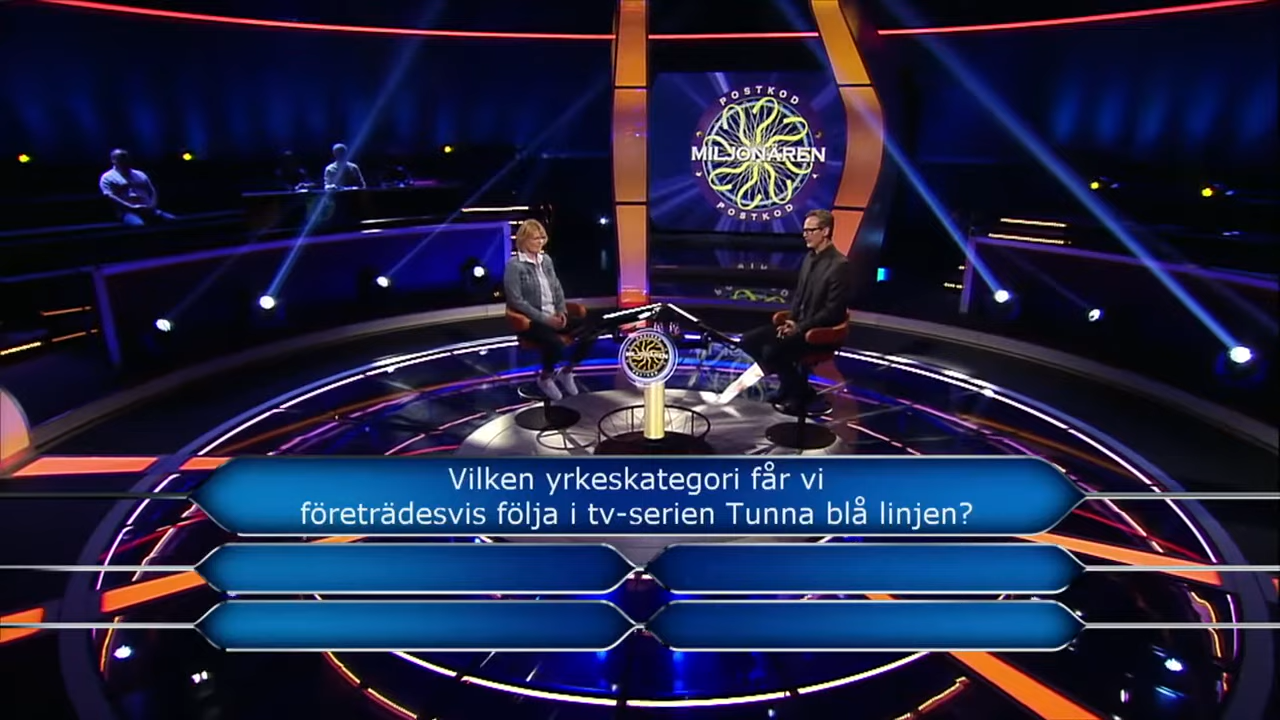 POSTKOD
MILJONÄREN
POSTKOD
Vilken yrkeskategori får vi
företrädesvis följa i tv-serien Tunna blå linjen?